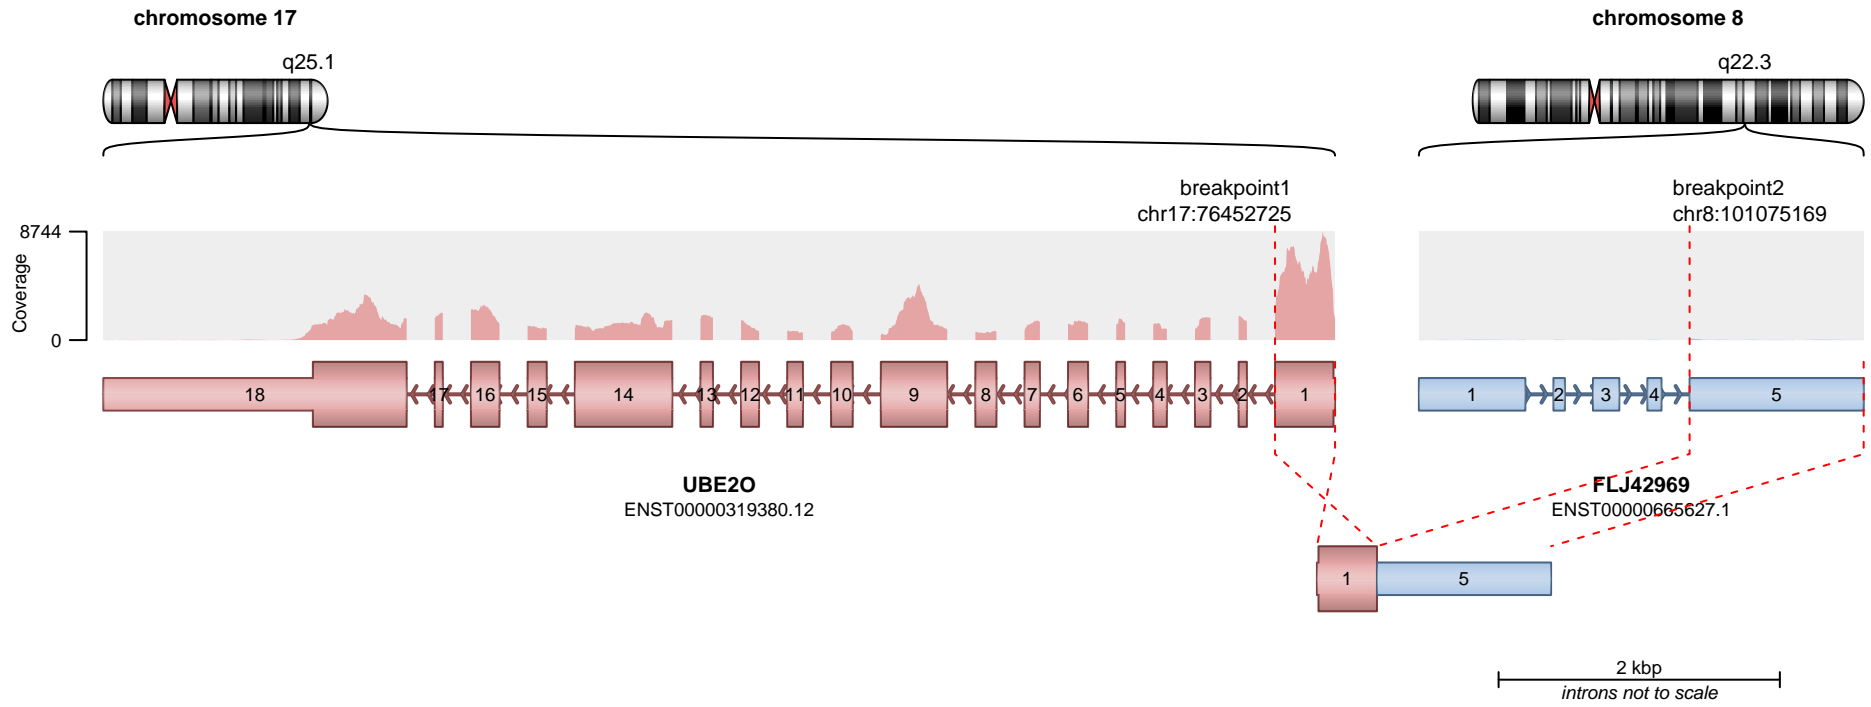 chromosome 17
chromosome 8
q25.1
q22.3
breakpoint1
chr17:76452725
breakpoint2
chr8:101075169
8744
Coverage
0
18 17 16 15 14 13 12 11 10 9 8 7 6 5 4 3 2 1
1 2 3 4 5
UBE2O
ENST00000319380.12
FLJ42969
ENST00000665627.1
1 5
2 kbp
introns not to scale